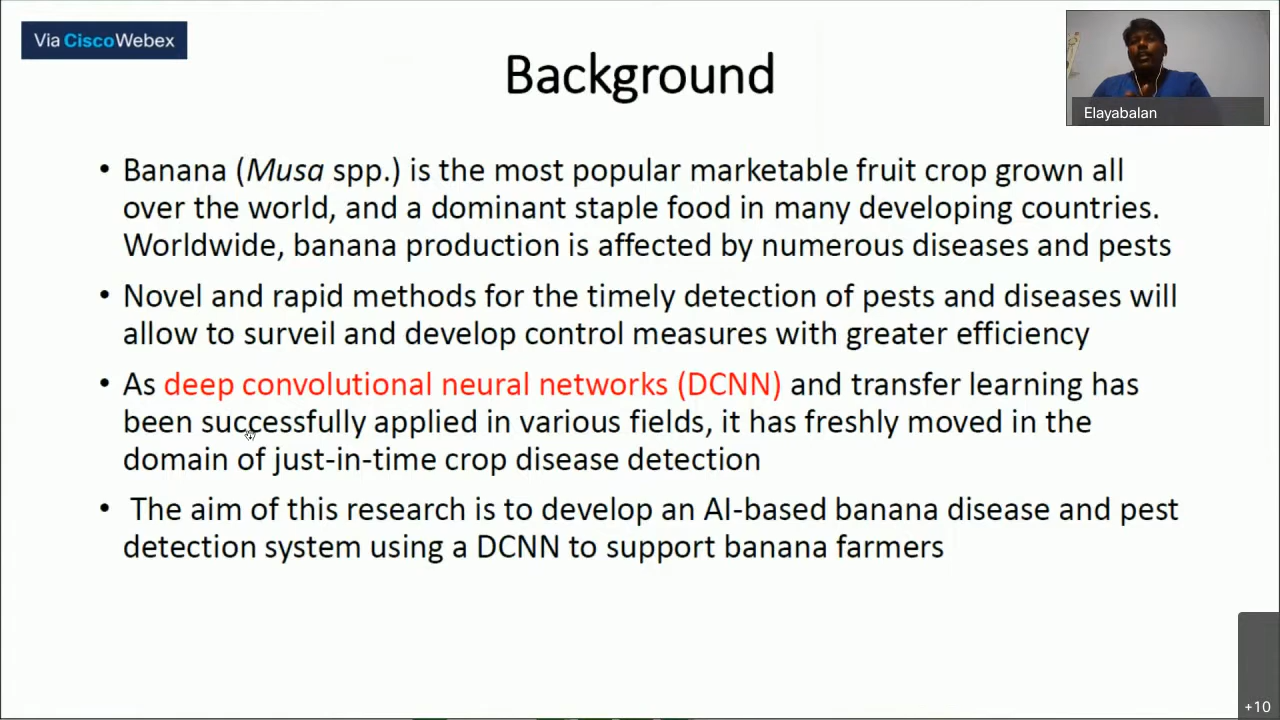 Via CiscoWebex
Background
Elayabalan
• Banana (Musa spp.) is the most popular marketable fruit crop grown all
over the world, and a dominant staple food in many developing countries.
Worldwide, banana production is affected by numerous diseases and pests
• Novel and rapid methods for the timely detection of pests and diseases will
allow to surveil and develop control measures with greater efficiency
• As deep convolutional neural networks (DCNN) and transfer learning has
been successfully applied in various fields, it has freshly moved in the
domain of just-in-time crop disease detection
• The aim of this research is to develop an AI-based banana disease and pest
detection system using a DCNN to support banana farmers
+10